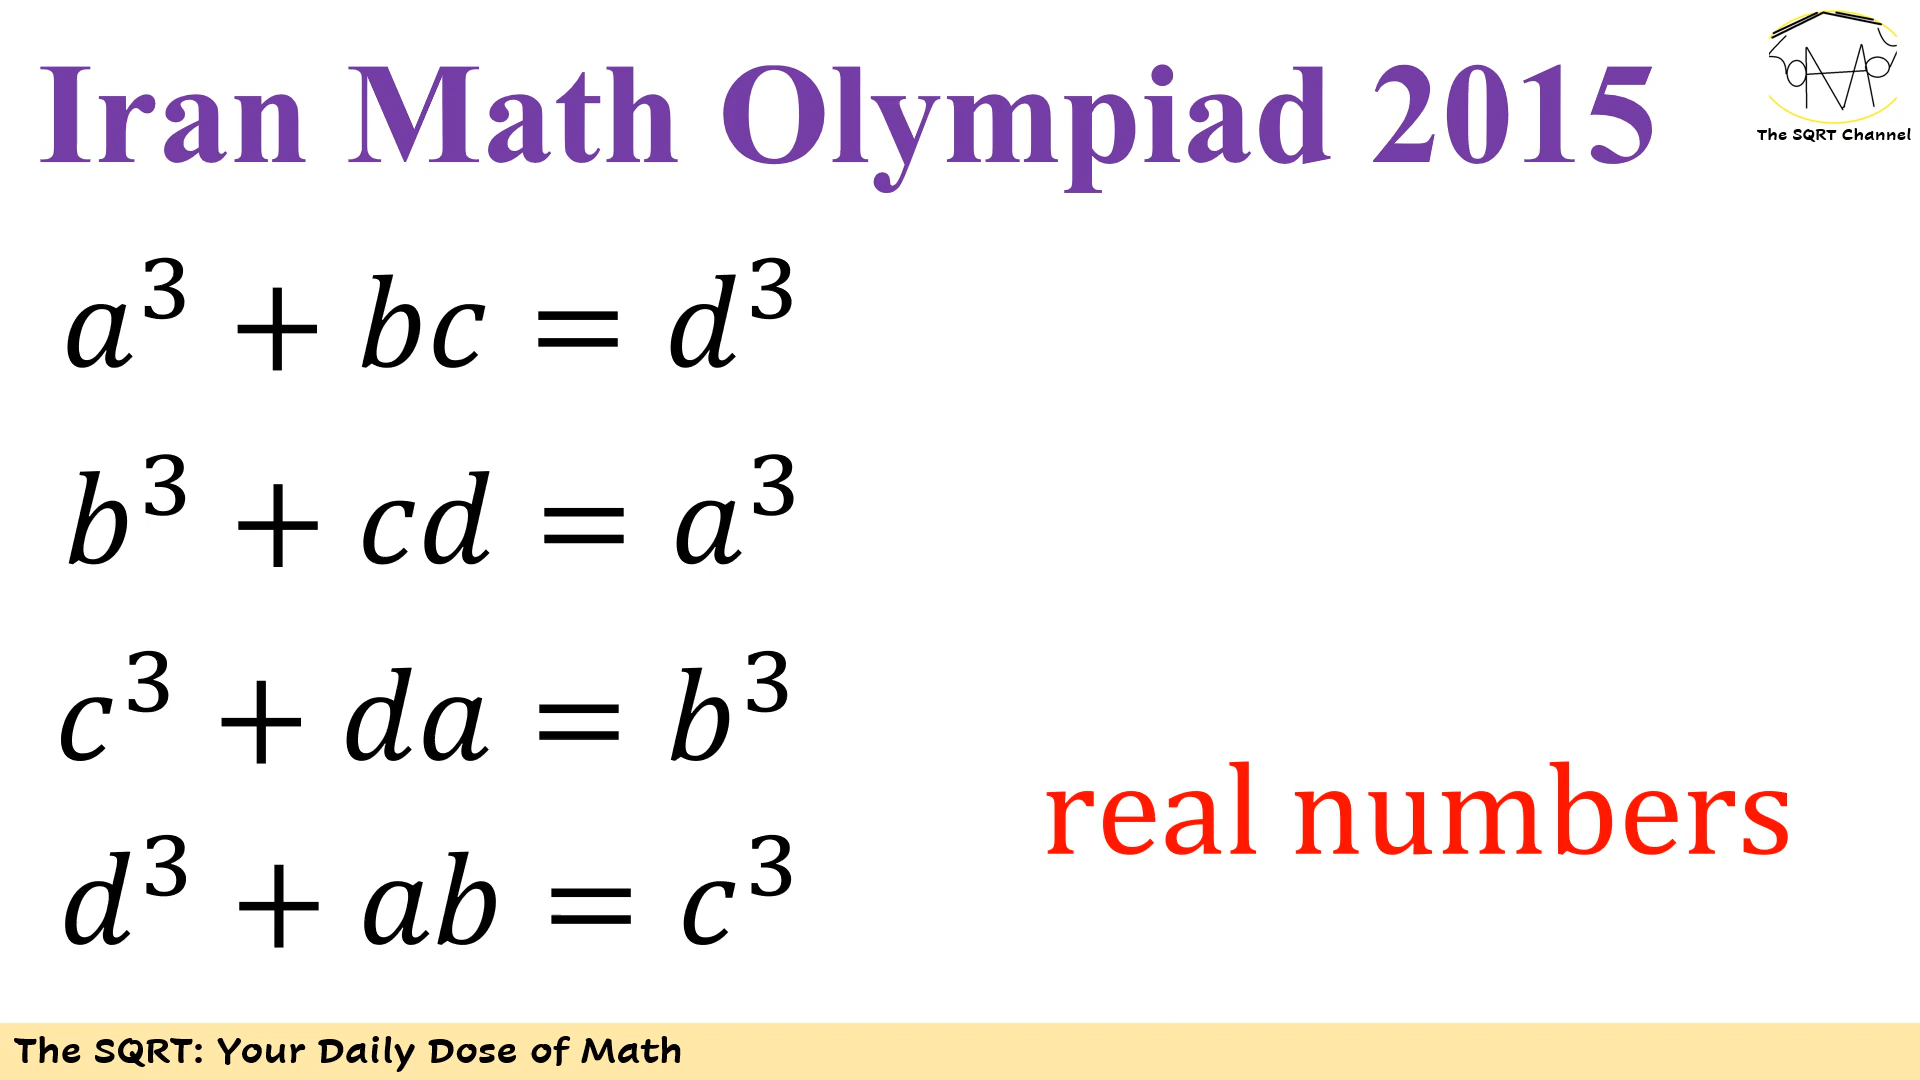 Iran Math Olympiad 2015
The SQRT Channel
a³ + bc = d³
b³ + cd = a³
c³ + da = b³
real numbers
d³ + ab = c³
The SQRT: Your Daily Dose of Math